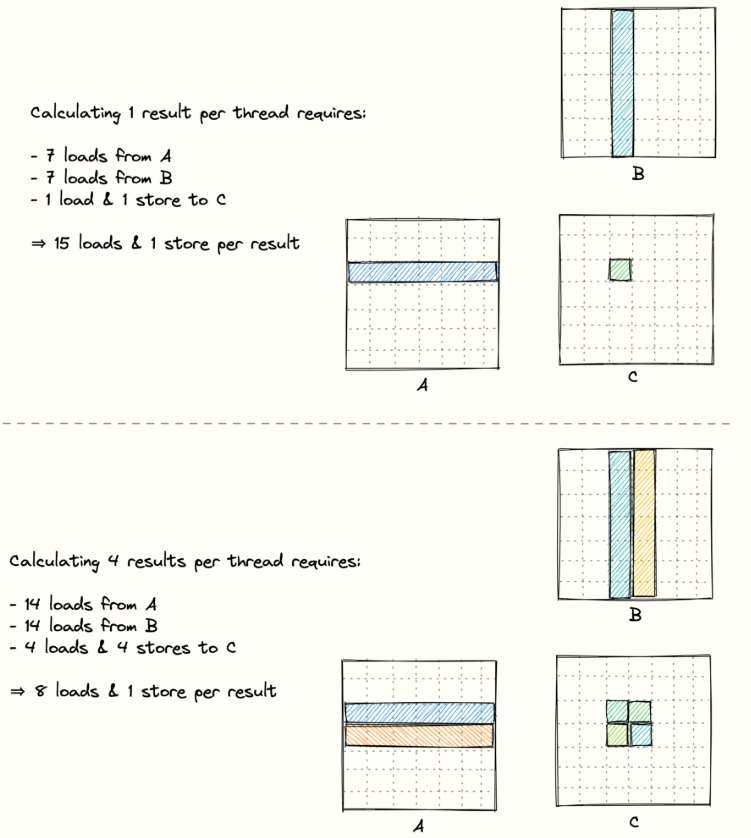 Calculating 1 result per thread requires:
- 7 loads from A
- 7 loads from B
- 1 load & 1 store to C
⇒ 15 loads & 1 store per result
B
A
C
Calculating 4 results per thread requires:
- 14 loads from A
- 14 loads from B
- 4 loads & 4 stores to C
⇒ 8 loads & 1 store per result
B
A
C